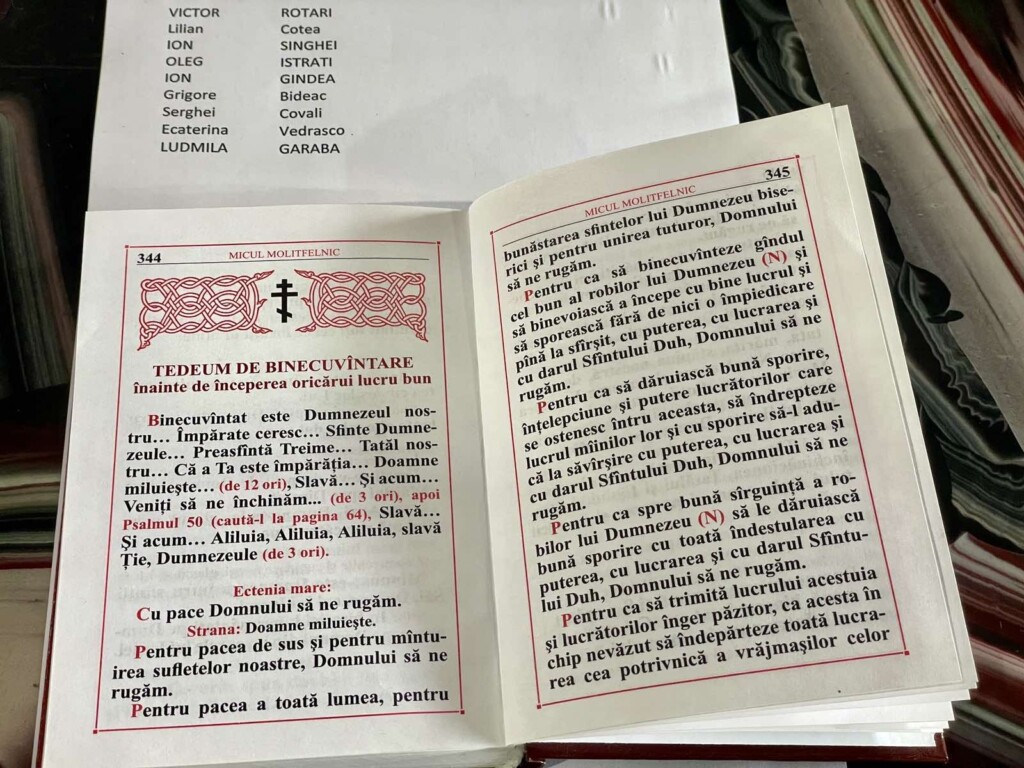 VICTOR ROTARI
Lilian Cotea
ION SINGHEI
OLEG ISTRATI
ION GINDEA
Grigore Bideac
Serghei Covali
Ecaterina Vedrasco
LUDMILA GARABA
344 MICUL MOLITFELNIC
TEDEUM DE BINECUVÎNTARE
înainte de începerea oricărui lucru bun
Binecuvîntat este Dumnezeul nos-
tru... Împărate ceresc... Sfinte Dumne-
zeule... Preasfîntă Treime... Tatăl nos-
tru... Că a Ta este împărăţia... Doamne
miluieşte... (de 12 ori), Slavă... Şi acum...
Veniţi să ne închinăm... (de 3 ori), apoi
Psalmul 50 (caută-l la pagina 64), Slavă...
Şi acum... Aliluia, Aliluia, Aliluia, slavă
Ţie, Dumnezeule (de 3 ori).
Ectenia mare:
Cu pace Domnului să ne rugăm.
Strana: Doamne miluieşte.
Pentru pacea de sus şi pentru mîntu-
irea sufletelor noastre, Domnului să ne
rugăm.
Pentru pacea a toată lumea, pentru
MICUL MOLITFELNIC 345
bunăstarea sfintelor lui Dumnezeu bise-
rici şi pentru unirea tuturor, Domnului
să ne rugăm.
Pentru ca să binecuvînteze gîndul
cel bun al robilor lui Dumnezeu (N) şi
să binevoiască a începe cu bine lucrul şi
să sporească fără de nici o împiedicare
pînă la sfîrşit, cu puterea, cu lucrarea şi
cu darul Sfîntului Duh, Domnului să ne
rugăm.
Pentru ca să dăruiască bună sporire,
înţelepciune şi putere lucrătorilor care
se ostenesc întru aceasta, să îndrepteze
lucrul mîinilor lor şi cu sporire să-l adu-
că la săvîrşire cu puterea, cu lucrarea şi
cu darul Sfîntului Duh, Domnului să ne
rugăm.
Pentru ca spre bună sîrguinţă a ro-
bilor lui Dumnezeu (N) să le dăruiască
bună sporire cu toată îndestularea cu
puterea, cu lucrarea şi cu darul Sfîntu-
lui Duh, Domnului să ne rugăm.
Pentru ca să trimită lucrului acestuia
şi lucrătorilor înger păzitor, ca acesta în
chip nevăzut să îndepărteze toată lucra-
rea cea potrivnică a vrăjmaşilor celor